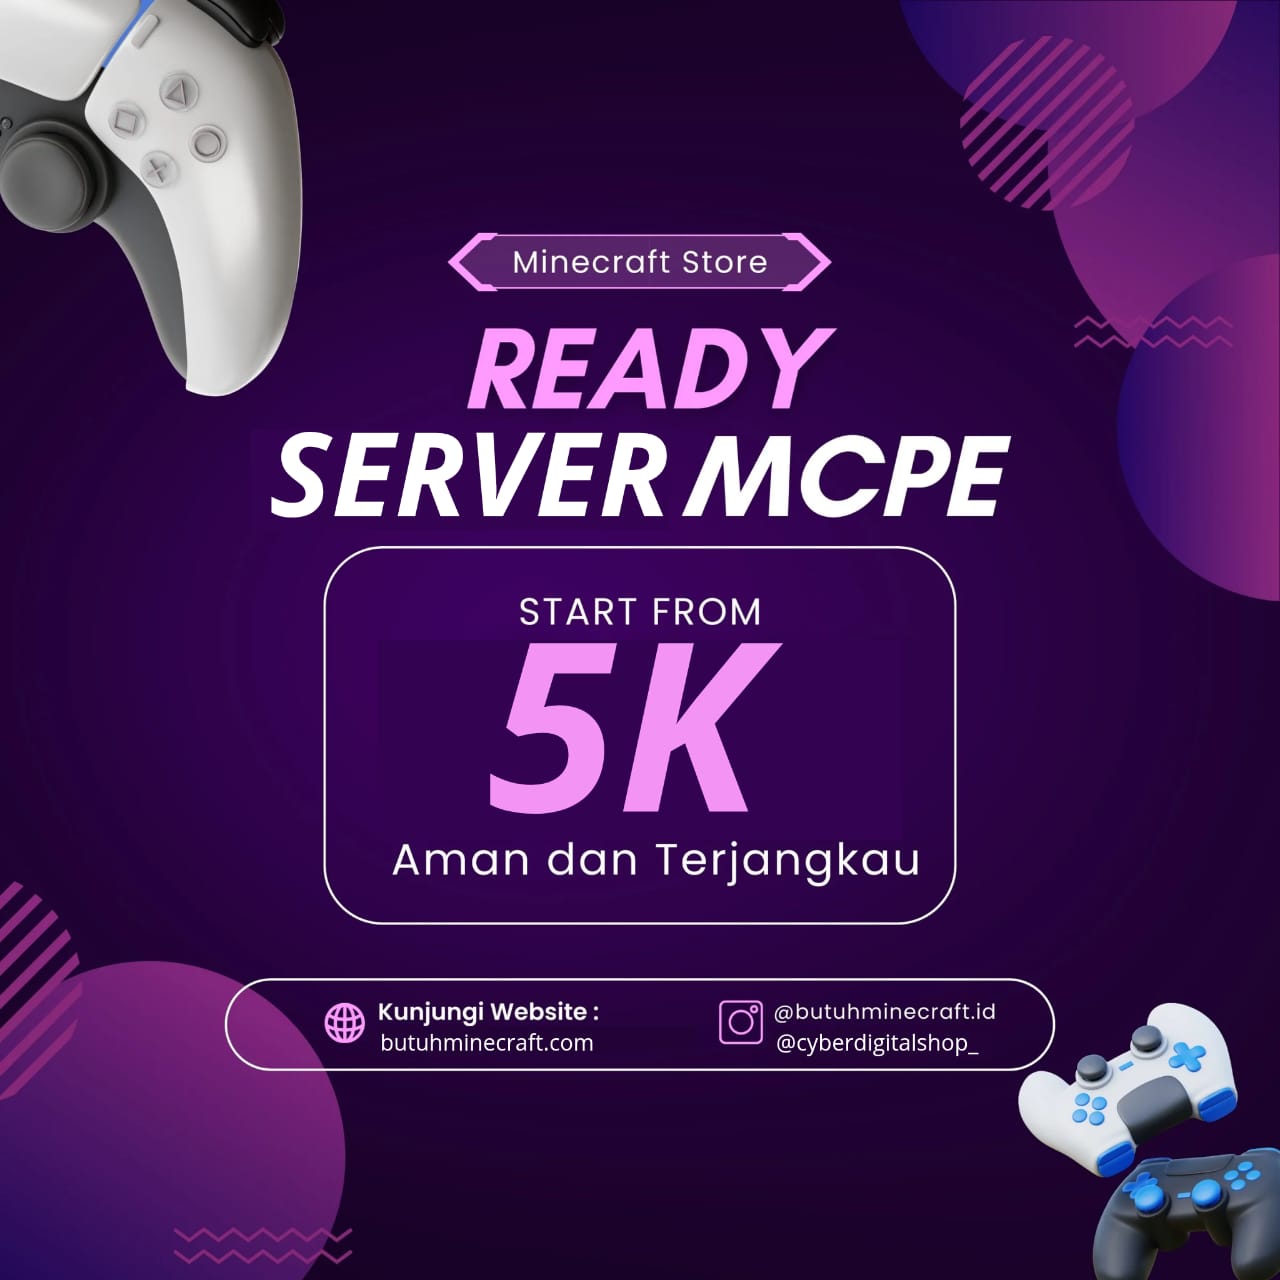 Minecraft Store
READY
SERVER MCPE
START FROM
5K
Aman dan Terjangkau
Kunjungi Website :
butuhminecraft.com
@butuhminecraft.id
@cyberdigitalshop_